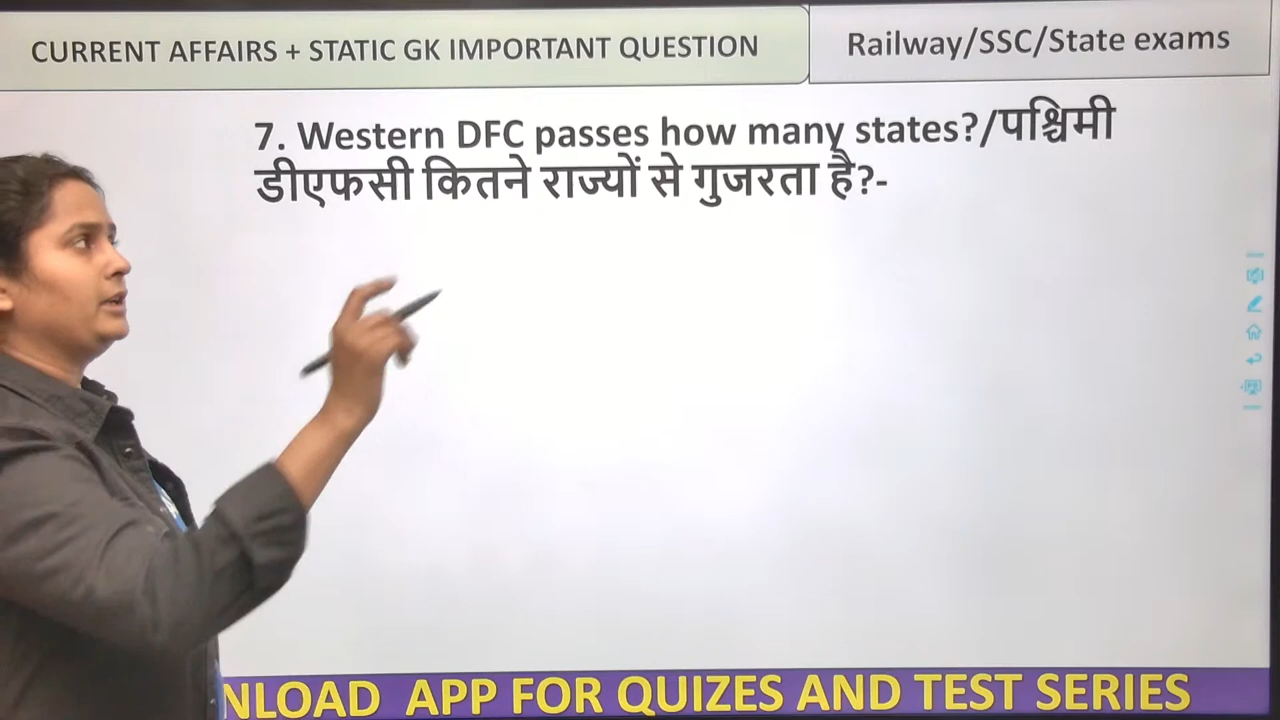 CURRENT AFFAIRS + STATIC GK IMPORTANT QUESTION
Railway/SSC/State exams
7. Western DFC passes how many states?/पश्चिमी
डीएफसी कितने राज्यों से गुजरता है?-
NLOAD APP FOR QUIZES AND TEST SERIES